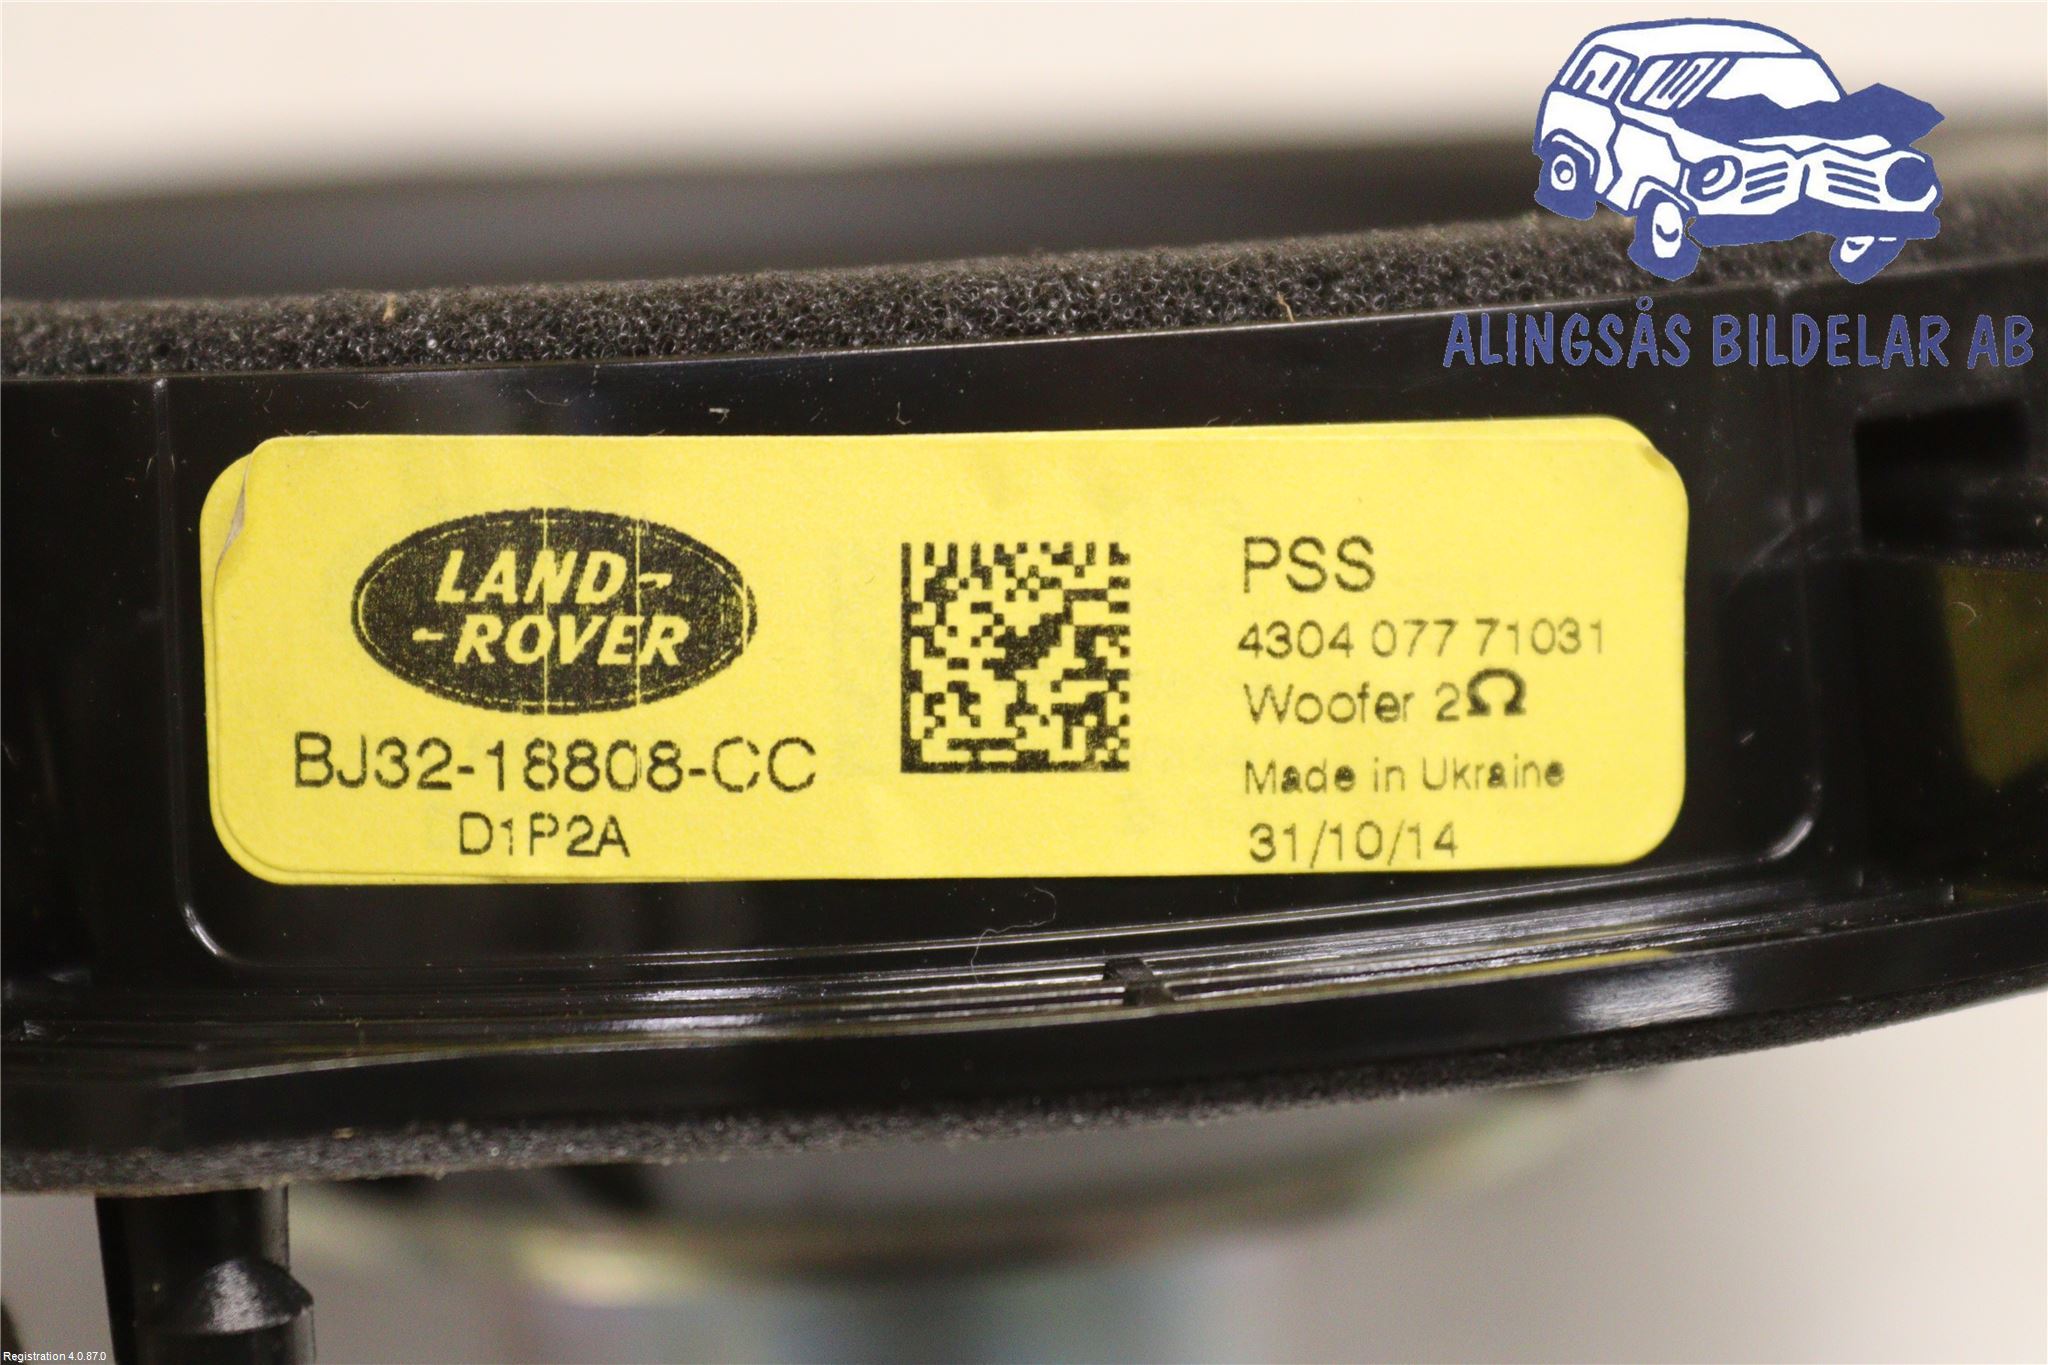 ALINGSÅS BILDELAR AB
LAND-
-ROVER
BJ32-18808-CC
D1P2A
PSS
4304 077 71031
Woofer 2Ω
Made in Ukraine
31/10/14
Registration 4.0.87.0